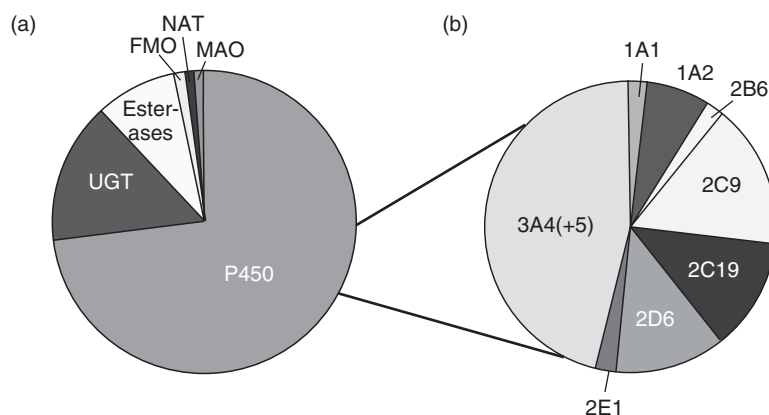 (a)
NAT
FMO
MAO
Ester-
ases
UGT
P450
(b)
1A1
1A2
2B6
2C9
2C19
2D6
2E1
3A4(+5)